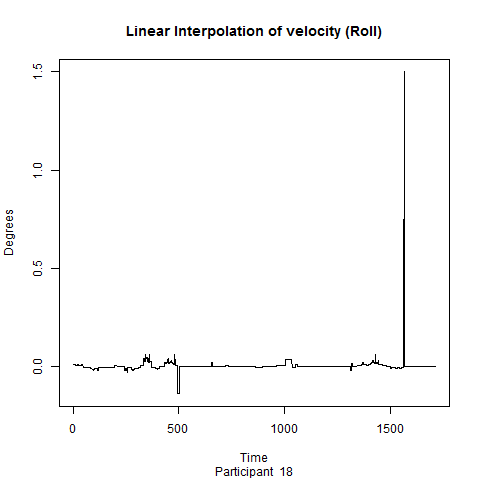 Linear Interpolation of velocity (Roll)
Degrees
1.5
1.0
0.5
0.0
0 500 1000 1500
Time
Participant 18